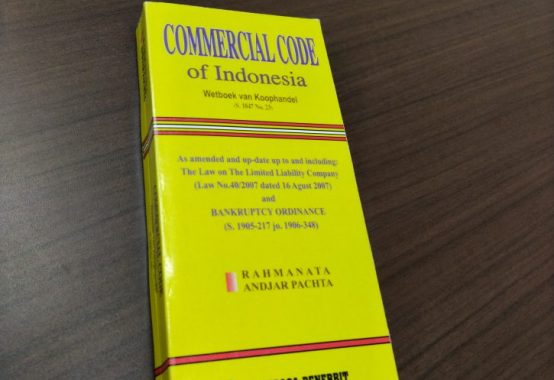 COMMERCIAL CODE
of Indonesia
Wetboek van Koophandel
(S. 1847 No. 23)
As amended and up-date up to and including:
The Law on The Limited Liability Company
(Law No.40/2007 dated 16 Agust 2007)
and
BANKRUPTCY ORDINANCE
(S. 1905-217 jo. 1906-348)
RAHMANATA
ANDJAR PACHTA